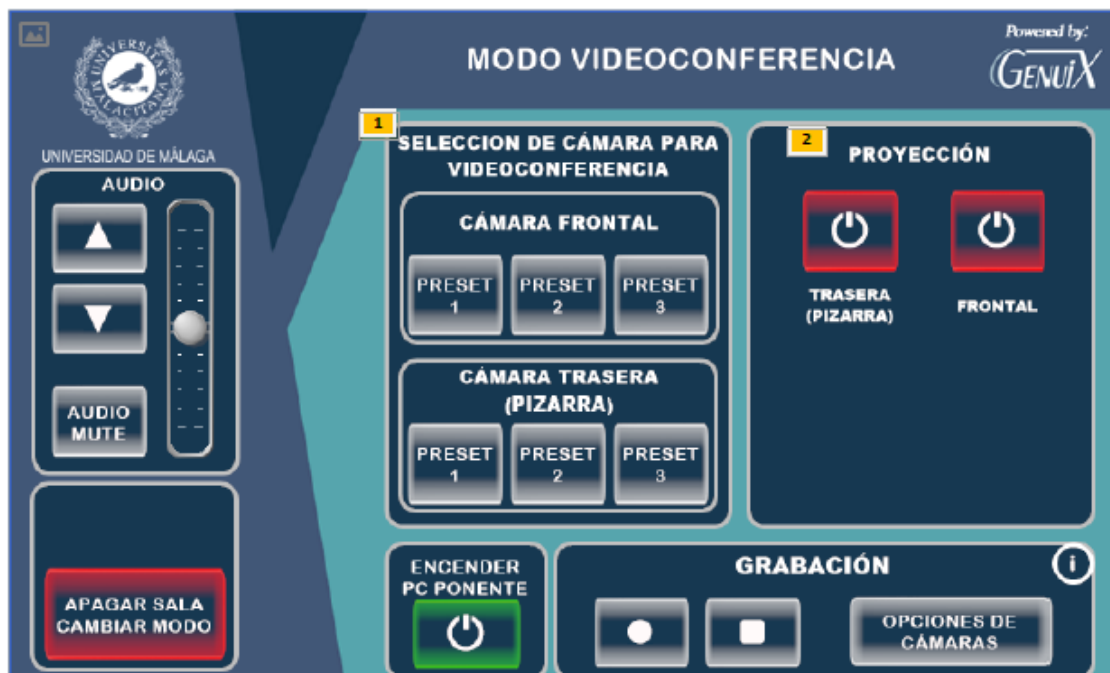 UNIVERSITAS MALACITANA
UNIVERSIDAD DE MÁLAGA
MODO VIDEOCONFERENCIA
Powered by:
GENUIX
AUDIO
AUDIO
MUTE
APAGAR SALA
CAMBIAR MODO
1
SELECCION DE CÁMARA PARA
VIDEOCONFERENCIA
CÁMARA FRONTAL
PRESET
1
PRESET
2
PRESET
3
CÁMARA TRASERA
(PIZARRA)
PRESET
1
PRESET
2
PRESET
3
2
PROYECCIÓN
TRASERA
(PIZARRA)
FRONTAL
ENCENDER
PC PONENTE
GRABACIÓN
i
OPCIONES DE
CÁMARAS